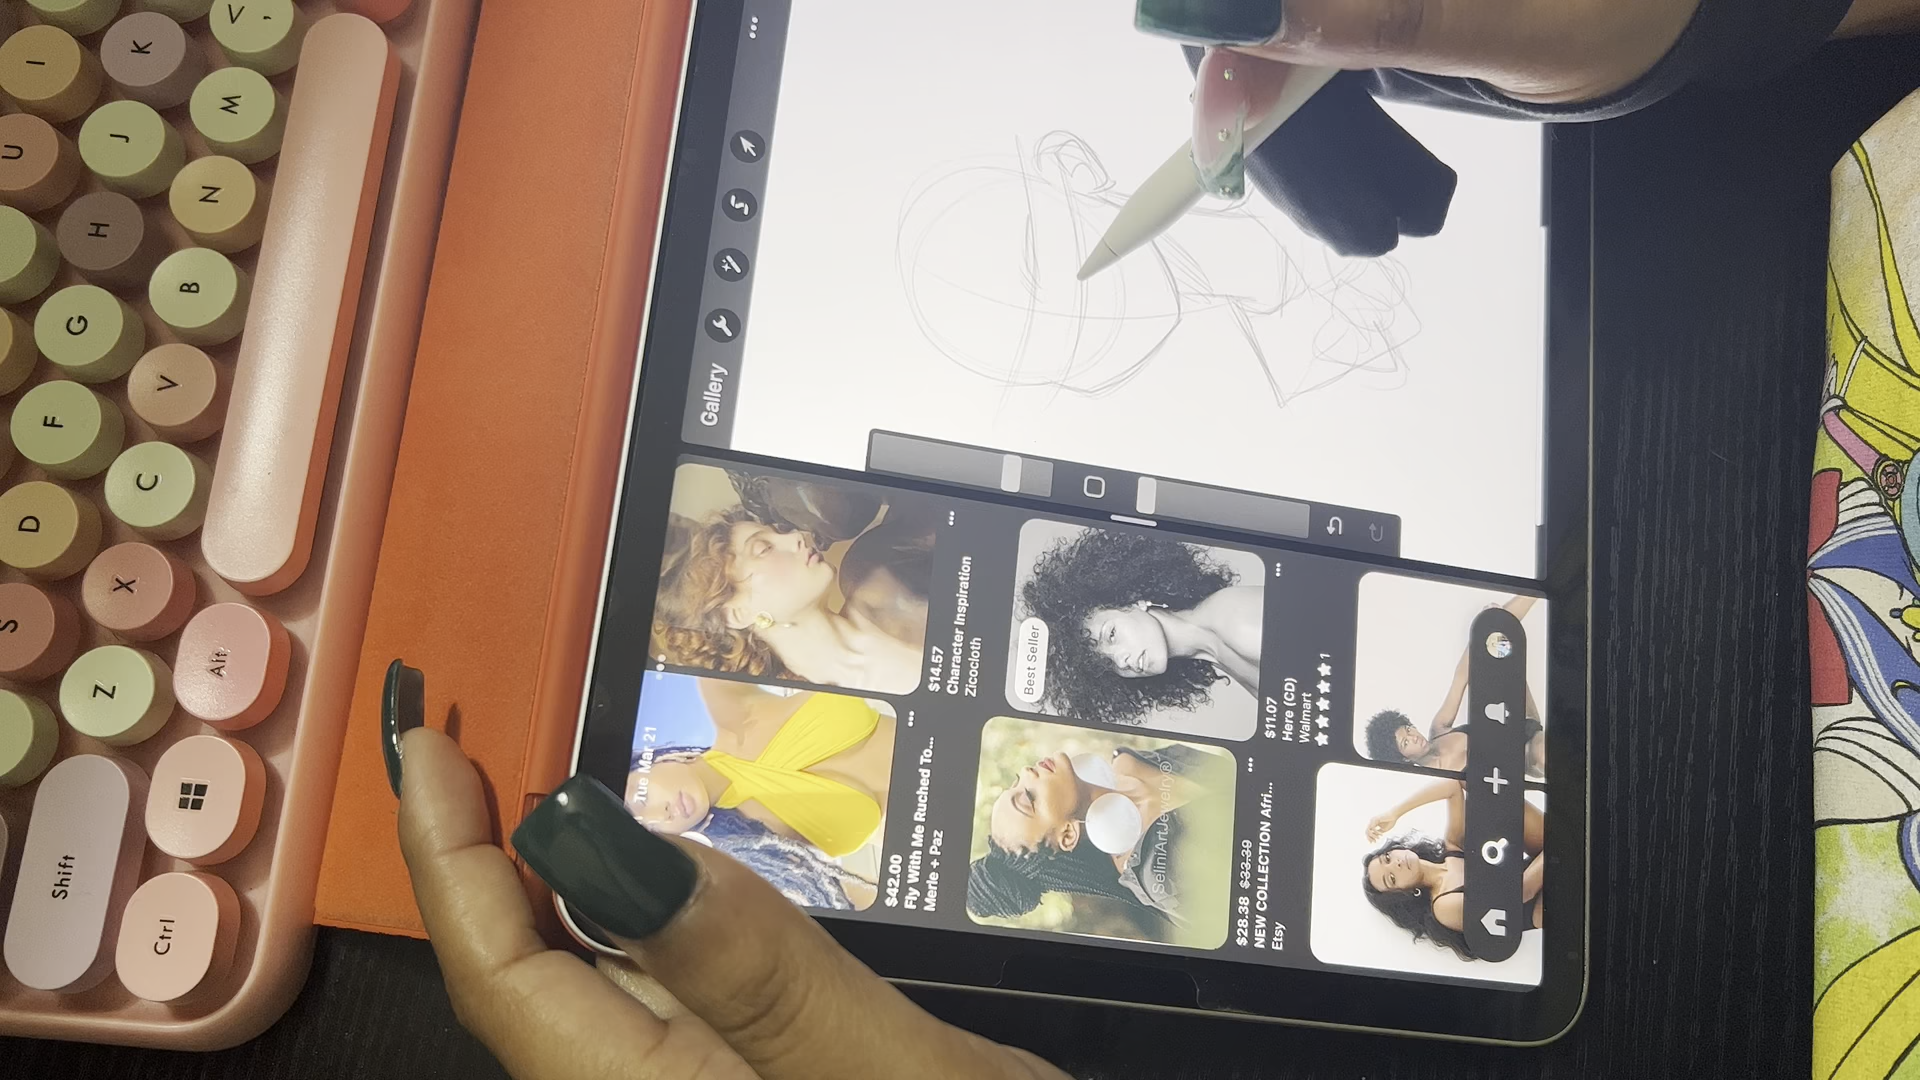 Gallery
Tue Mar 21
$42.00
Fly With Me Ruched To...
Merle + Paz
$14.57
Character Inspiration
Zicocloth
SeliniArtJewelry®
$28.38 $33.39
NEW COLLECTION Afri...
Etsy
Best Seller
$11.07
Here (CD)
Walmart
1
U
I
S
D
F
G
H
J
K
Shift
Z
X
C
V
B
N
M
< ,
Ctrl
Alt